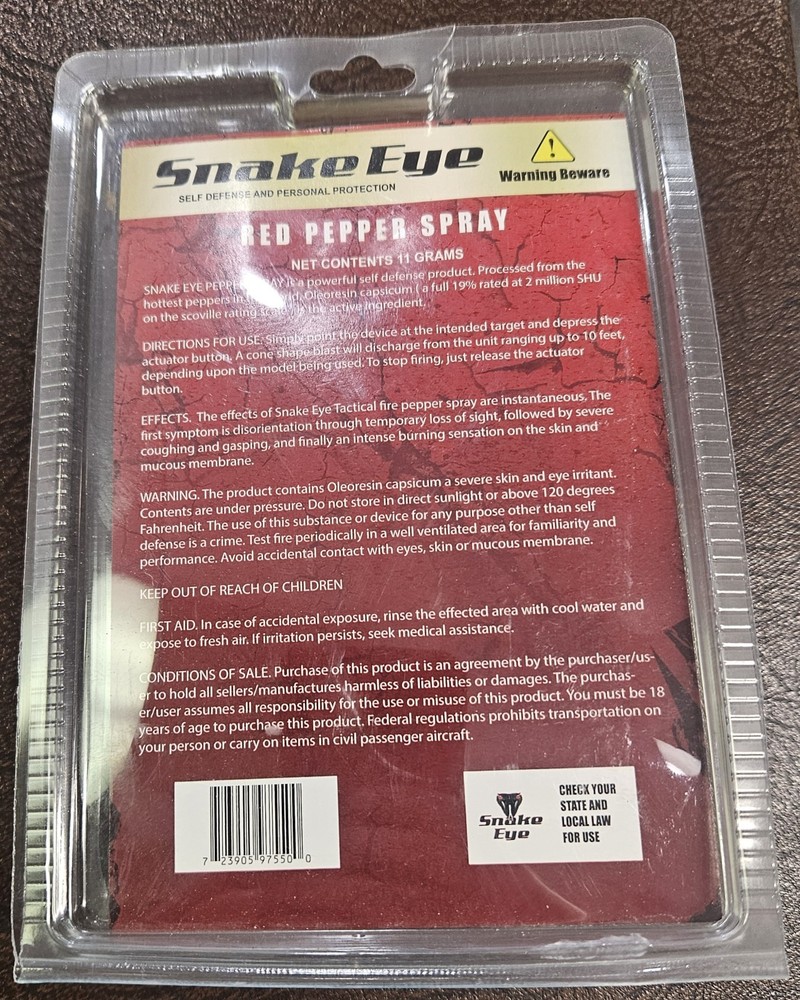 Snake Eye
SELF DEFENSE AND PERSONAL PROTECTION
Warning Beware
RED PEPPER SPRAY
NET CONTENTS 11 GRAMS
SNAKE EYE PEPPER SPRAY is a powerful self defense product. Processed from the
hottest peppers in the Oleoresin capsicum ( a full 19% rated at 2 million SHU
on the scoville rating the active ingredient.
DIRECTIONS FOR USE. Simply point the device at the intended target and depress the
actuator button. A cone shape blast will discharge from the unit ranging up to 10 feet,
depending upon the model being used. To stop firing, just release the actuator
button.
EFFECTS. The effects of Snake Eye Tactical fire pepper spray are instantaneous. The
first symptom is disorientation through temporary loss of sight, followed by severe
coughing and gasping, and finally an intense burning sensation on the skin and
mucous membrane.
WARNING. The product contains Oleoresin capsicum a severe skin and eye irritant.
Contents are under pressure. Do not store in direct sunlight or above 120 degrees
Fahrenheit. The use of this substance or device for any purpose other than self
defense is a crime. Test fire periodically in a well ventilated area for familiarity and
performance. Avoid accidental contact with eyes, skin or mucous membrane.
KEEP OUT OF REACH OF CHILDREN
FIRST AID. In case of accidental exposure, rinse the effected area with cool water and
expose to fresh air. If irritation persists, seek medical assistance.
CONDITIONS OF SALE. Purchase of this product is an agreement by the purchaser/us-
er to hold all sellers/manufactures harmless of liabilities or damages. The purchas-
er/user assumes all responsibility for the use or misuse of this product. You must be 18
years of age to purchase this product. Federal regulations prohibits transportation on
your person or carry on items in civil passenger aircraft.
7 23905 97550 0
Snake
Eye
CHECK YOUR
STATE AND
LOCAL LAW
FOR USE